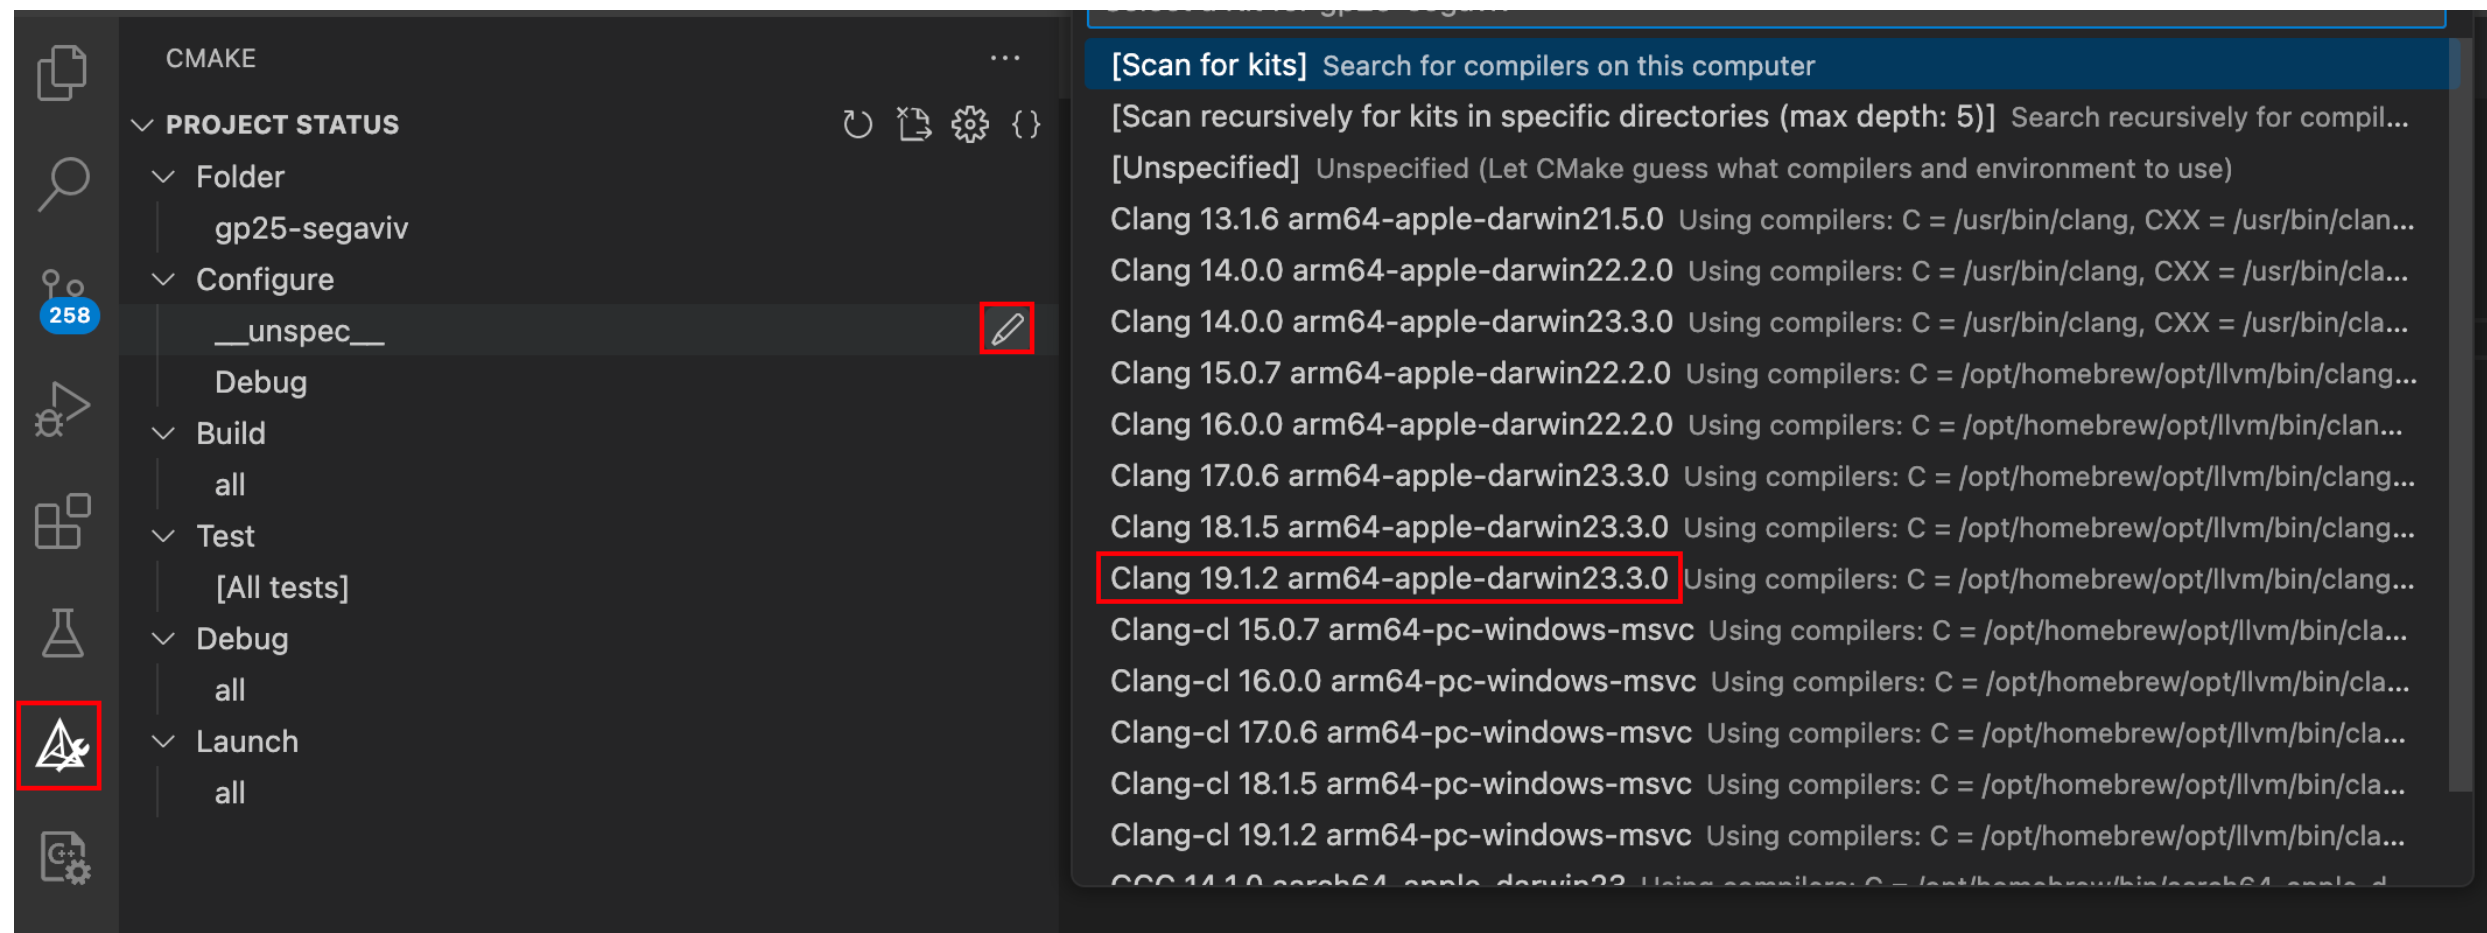 CMAKE
PROJECT STATUS
Folder
gp25-segaviv
Configure
__unspec__
Debug
Build
all
Test
[All tests]
Debug
all
Launch
all
258
[Scan for kits] Search for compilers on this computer
[Scan recursively for kits in specific directories (max depth: 5)] Search recursively for compil...
[Unspecified] Unspecified (Let CMake guess what compilers and environment to use)
Clang 13.1.6 arm64-apple-darwin21.5.0 Using compilers: C = /usr/bin/clang, CXX = /usr/bin/clan...
Clang 14.0.0 arm64-apple-darwin22.2.0 Using compilers: C = /usr/bin/clang, CXX = /usr/bin/cla...
Clang 14.0.0 arm64-apple-darwin23.3.0 Using compilers: C = /usr/bin/clang, CXX = /usr/bin/cla...
Clang 15.0.7 arm64-apple-darwin22.2.0 Using compilers: C = /opt/homebrew/opt/llvm/bin/clang...
Clang 16.0.0 arm64-apple-darwin22.2.0 Using compilers: C = /opt/homebrew/opt/llvm/bin/clan...
Clang 17.0.6 arm64-apple-darwin23.3.0 Using compilers: C = /opt/homebrew/opt/llvm/bin/clang...
Clang 18.1.5 arm64-apple-darwin23.3.0 Using compilers: C = /opt/homebrew/opt/llvm/bin/clang...
Clang 19.1.2 arm64-apple-darwin23.3.0 Using compilers: C = /opt/homebrew/opt/llvm/bin/clang...
Clang-cl 15.0.7 arm64-pc-windows-msvc Using compilers: C = /opt/homebrew/opt/llvm/bin/cla...
Clang-cl 16.0.0 arm64-pc-windows-msvc Using compilers: C = /opt/homebrew/opt/llvm/bin/cla...
Clang-cl 17.0.6 arm64-pc-windows-msvc Using compilers: C = /opt/homebrew/opt/llvm/bin/cla...
Clang-cl 18.1.5 arm64-pc-windows-msvc Using compilers: C = /opt/homebrew/opt/llvm/bin/cla...
Clang-cl 19.1.2 arm64-pc-windows-msvc Using compilers: C = /opt/homebrew/opt/llvm/bin/cla...